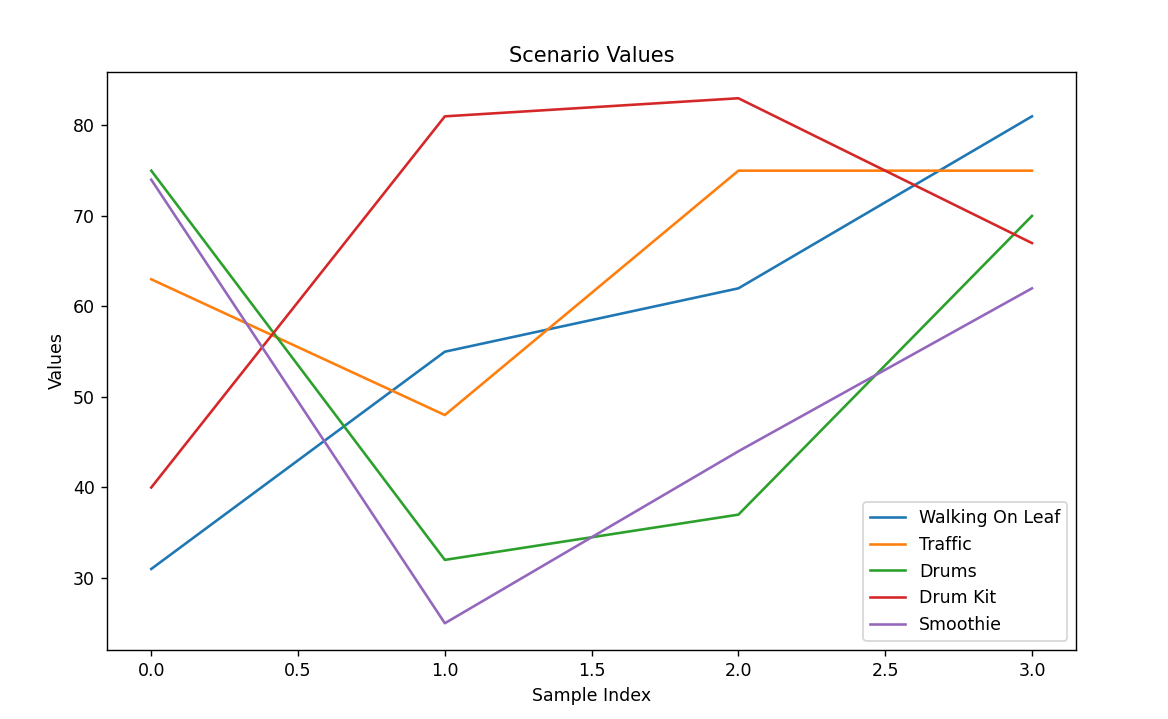 Scenario Values
Values
80
70
60
50
40
30
Walking On Leaf
Traffic
Drums
Drum Kit
Smoothie
0.0 0.5 1.0 1.5 2.0 2.5 3.0
Sample Index